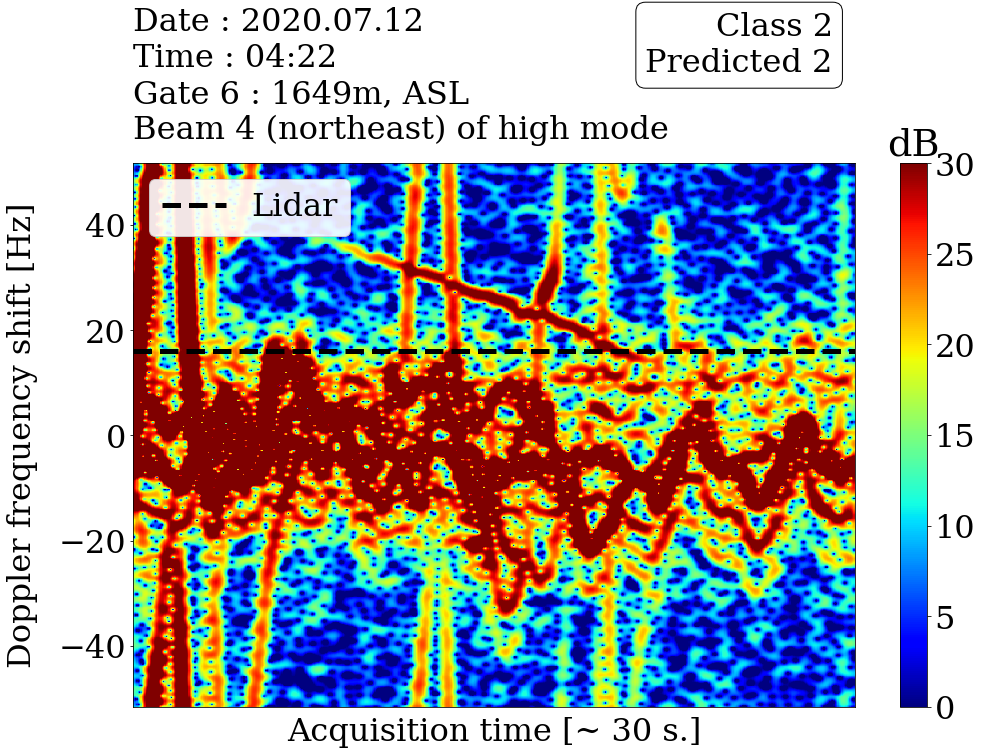 Date : 2020.07.12
Time : 04:22
Gate 6 : 1649m, ASL
Beam 4 (northeast) of high mode
Class 2
Predicted 2
dB
Lidar
Doppler frequency shift [Hz]
40
20
0
−20
−40
30
25
20
15
10
5
0
Acquisition time [~ 30 s.]